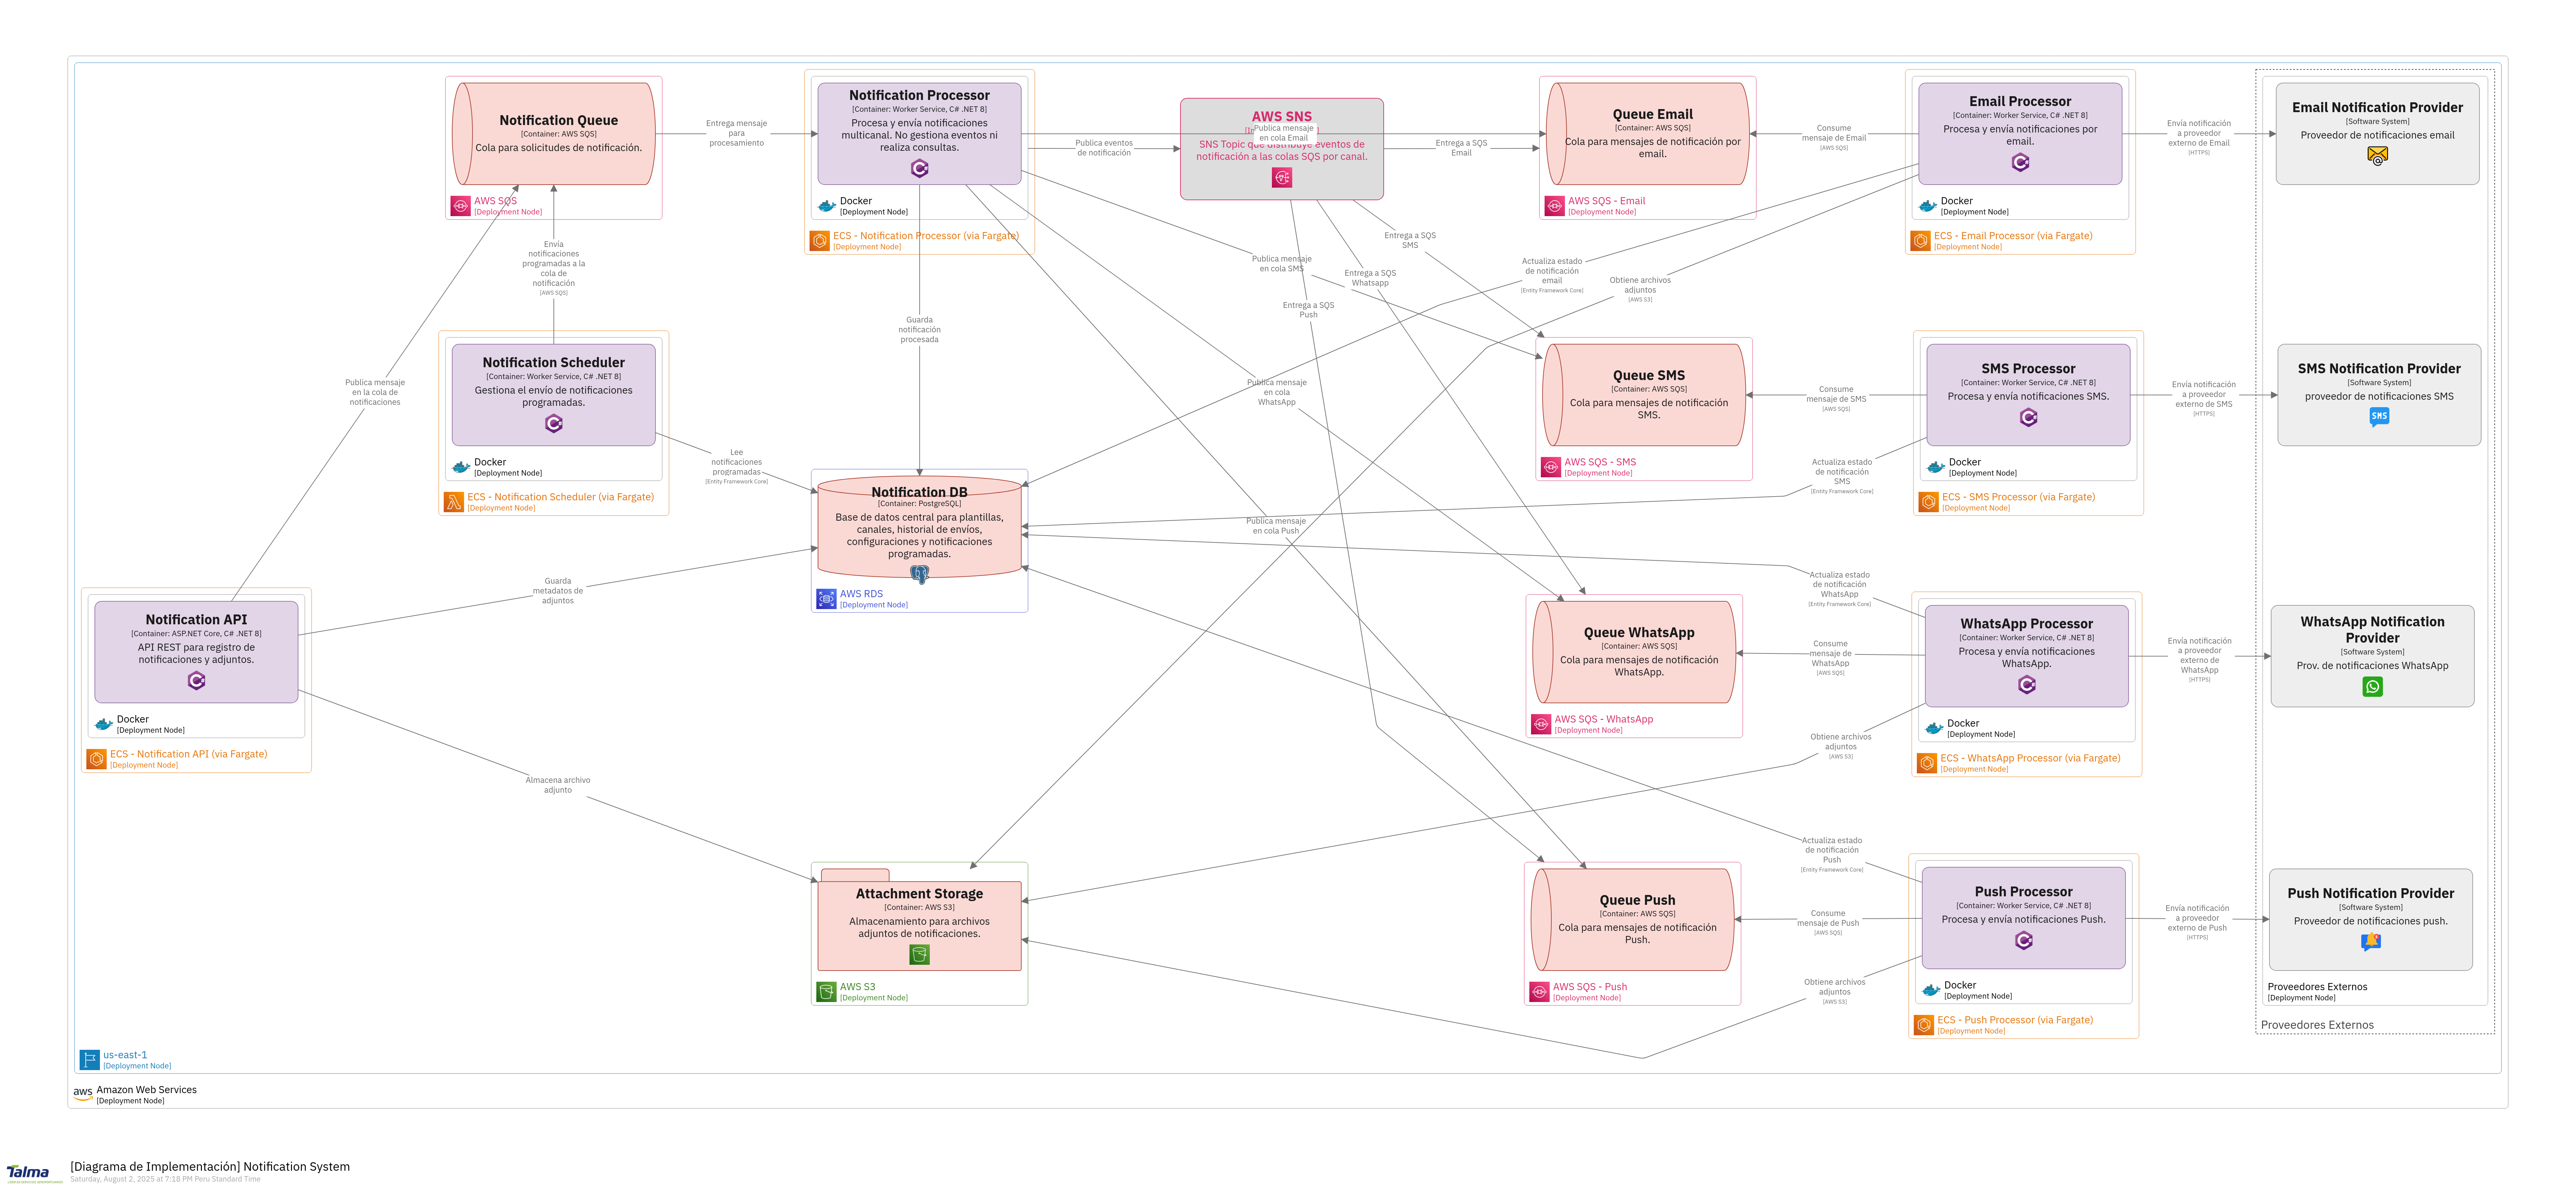 Notification Queue
[Container: AWS SQS]
Cola para solicitudes de notificación.
AWS SQS
[Deployment Node]
Entrega mensaje
para
procesamiento
Notification Processor
[Container: Worker Service, C# .NET 8]
Procesa y envía notificaciones
multicanal. No gestiona eventos ni
realiza consultas.
Docker
[Deployment Node]
ECS - Notification Processor (via Fargate)
[Deployment Node]
Publica eventos
de notificación
AWS SNS
Publica mensaje
en cola Email
SNS Topic que distribuye eventos de
notificación a las colas SQS por canal.
Entrega a SQS
Email
Queue Email
[Container: AWS SQS]
Cola para mensajes de notificación por
email.
AWS SQS - Email
[Deployment Node]
Consume
mensaje de Email
[AWS SQS]
Email Processor
[Container: Worker Service, C# .NET 8]
Procesa y envía notificaciones por
email.
Docker
[Deployment Node]
ECS - Email Processor (via Fargate)
[Deployment Node]
Envía notificación
a proveedor
externo de Email
[HTTPS]
Email Notification Provider
[Software System]
Proveedor de notificaciones email
Envía
notificaciones
programadas a la
cola de
notificación
[AWS SQS]
Entrega a SQS
SMS
Publica mensaje
en cola SMS
Entrega a SQS
Whatsapp
Entrega a SQS
Push
Actualiza estado
de notificación
email
[Entity Framework Core]
Obtiene archivos
adjuntos
[AWS S3]
Guarda
notificación
procesada
Publica mensaje
en la cola de
notificaciones
Notification Scheduler
[Container: Worker Service, C# .NET 8]
Gestiona el envío de notificaciones
programadas.
Docker
[Deployment Node]
ECS - Notification Scheduler (via Fargate)
[Deployment Node]
Lee
notificaciones
programadas
[Entity Framework Core]
Publica mensaje
en cola
WhatsApp
Queue SMS
[Container: AWS SQS]
Cola para mensajes de notificación
SMS.
AWS SQS - SMS
[Deployment Node]
Consume
mensaje de SMS
[AWS SQS]
SMS Processor
[Container: Worker Service, C# .NET 8]
Procesa y envía notificaciones SMS.
Docker
[Deployment Node]
ECS - SMS Processor (via Fargate)
[Deployment Node]
Envía notificación
a proveedor
externo de SMS
[HTTPS]
SMS Notification Provider
[Software System]
proveedor de notificaciones SMS
SMS
Actualiza estado
de notificación
SMS
[Entity Framework Core]
Notification DB
[Container: PostgreSQL]
Base de datos central para plantillas,
canales, historial de envíos,
configuraciones y notificaciones
programadas.
AWS RDS
[Deployment Node]
Publica mensaje
en cola Push
Guarda
metadatos de
adjuntos
Notification API
[Container: ASP.NET Core, C# .NET 8]
API REST para registro de
notificaciones y adjuntos.
Docker
[Deployment Node]
ECS - Notification API (via Fargate)
[Deployment Node]
Queue WhatsApp
[Container: AWS SQS]
Cola para mensajes de notificación
WhatsApp.
AWS SQS - WhatsApp
[Deployment Node]
Actualiza estado
de notificación
WhatsApp
[Entity Framework Core]
Consume
mensaje de
WhatsApp
[AWS SQS]
WhatsApp Processor
[Container: Worker Service, C# .NET 8]
Procesa y envía notificaciones
WhatsApp.
Docker
[Deployment Node]
ECS - WhatsApp Processor (via Fargate)
[Deployment Node]
Envía notificación
a proveedor
externo de
WhatsApp
[HTTPS]
WhatsApp Notification
Provider
[Software System]
Prov. de notificaciones WhatsApp
Obtiene archivos
adjuntos
[AWS S3]
Almacena archivo
adjunto
Attachment Storage
[Container: AWS S3]
Almacenamiento para archivos
adjuntos de notificaciones.
AWS S3
[Deployment Node]
Queue Push
[Container: AWS SQS]
Cola para mensajes de notificación
Push.
AWS SQS - Push
[Deployment Node]
Actualiza estado
de notificación
Push
[Entity Framework Core]
Consume
mensaje de Push
[AWS SQS]
Obtiene archivos
adjuntos
[AWS S3]
Push Processor
[Container: Worker Service, C# .NET 8]
Procesa y envía notificaciones Push.
Docker
[Deployment Node]
ECS - Push Processor (via Fargate)
[Deployment Node]
Envía notificación
a proveedor
externo de Push
[HTTPS]
Push Notification Provider
[Software System]
Proveedor de notificaciones push.
Proveedores Externos
[Deployment Node]
Proveedores Externos
us-east-1
[Deployment Node]
aws
Amazon Web Services
[Deployment Node]
Talma
[Diagrama de Implementación] Notification System
Saturday, August 2, 2025 at 7:18 PM Peru Standard Time